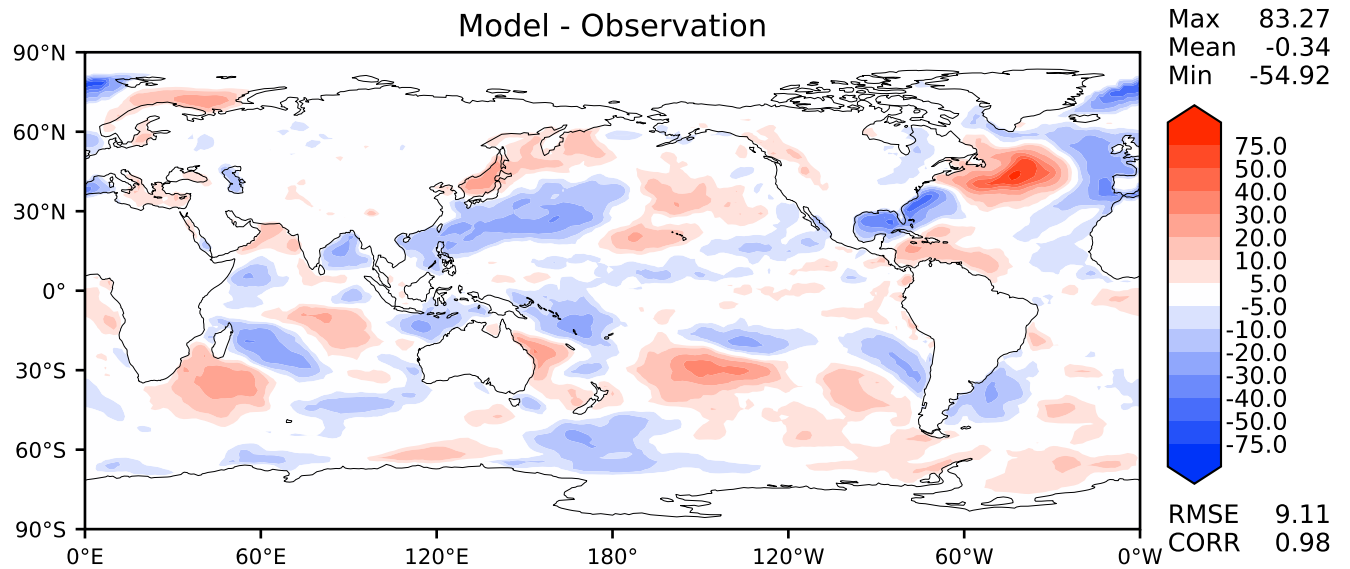 Model - Observation
Max 83.27
Mean -0.34
Min -54.92
90°N
60°N
30°N
0°
30°S
60°S
90°S
0°E 60°E 120°E 180° 120°W 60°W 0°W
75.0
50.0
40.0
30.0
20.0
10.0
5.0
-5.0
-10.0
-20.0
-30.0
-40.0
-50.0
-75.0
RMSE 9.11
CORR 0.98